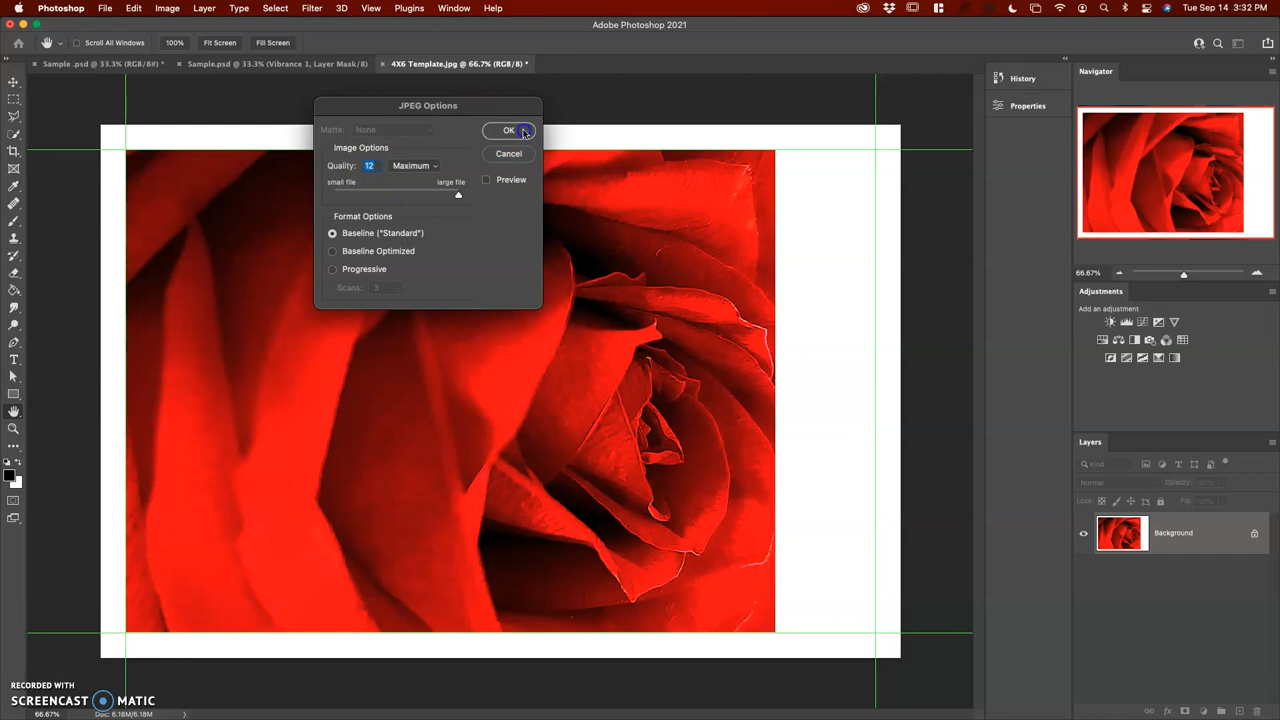 Photoshop File Edit Image Layer Type Select Filter 3D View Plugins Window Help Tue Sep 14 3:32 PM
Adobe Photoshop 2021
Scroll All Windows 100% Fit Screen Fill Screen
Sample .psd @ 33.3% (RGB/8#) * Sample.psd @ 33.3% (Vibrance 1, Layer Mask/8) 4X6 Template.jpg @ 66.7% (RGB/8) *
History
Properties
Navigator
66.67%
Adjustments
Add an adjustment
Layers
Kind
Normal Opacity: 100%
Lock: Fill: 100%
Background
JPEG Options
Matte: None
OK
Image Options
Cancel
Quality: 12 Maximum
Preview
small file large file
Format Options
Baseline ("Standard")
Baseline Optimized
Progressive
Scans: 3
RECORDED WITH
SCREENCAST MATIC
66.67% Doc: 6.18M/6.18M